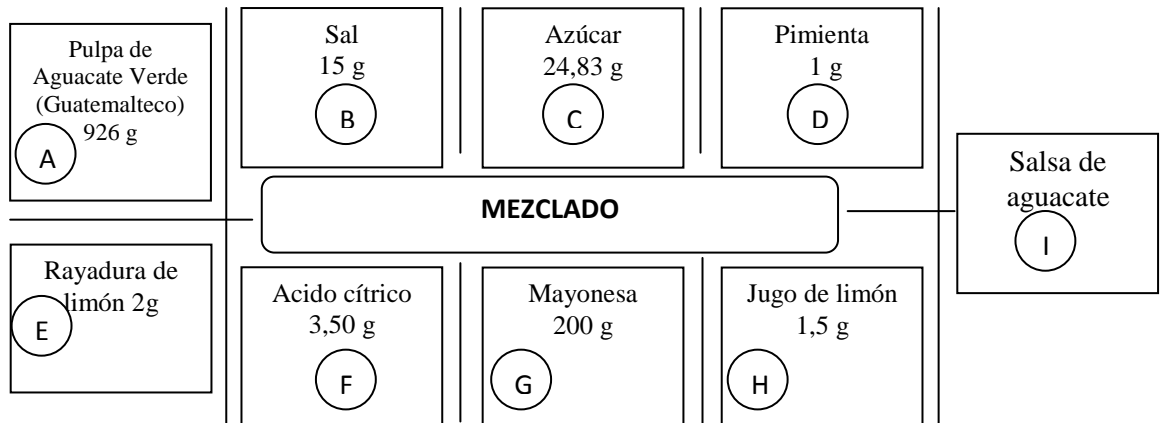 Pulpa de
Aguacate Verde
(Guatemalteco)
926 g
A
Sal
15 g
B
Azúcar
24,83 g
C
Pimienta
1 g
D
MEZCLADO
Salsa de
aguacate
I
Rayadura de
limón 2g
E
Acido cítrico
3,50 g
F
Mayonesa
200 g
G
Jugo de limón
1,5 g
H